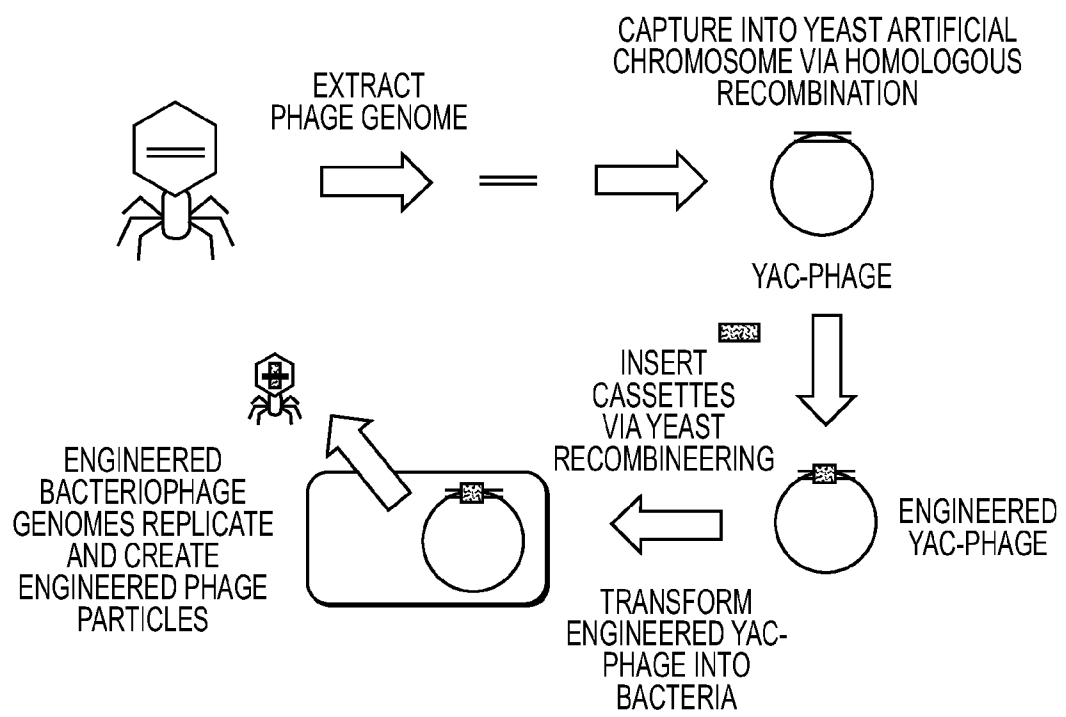 EXTRACT
PHAGE GENOME
CAPTURE INTO YEAST ARTIFICIAL
CHROMOSOME VIA HOMOLOGOUS
RECOMBINATION
YAC-PHAGE
INSERT
CASSETTES
VIA YEAST
RECOMBINEERING
ENGINEERED
YAC-PHAGE
TRANSFORM
ENGINEERED YAC-
PHAGE INTO
BACTERIA
ENGINEERED
BACTERIOPHAGE
GENOMES REPLICATE
AND CREATE
ENGINEERED PHAGE
PARTICLES